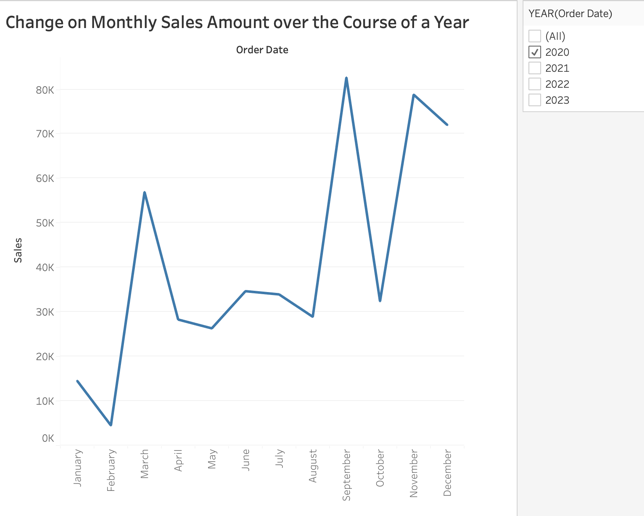 Change on Monthly Sales Amount over the Course of a Year
Order Date
YEAR(Order Date)
(All)
2020
2021
2022
2023
Sales
80K
70K
60K
50K
40K
30K
20K
10K
0K
January
February
March
April
May
June
July
August
September
October
November
December